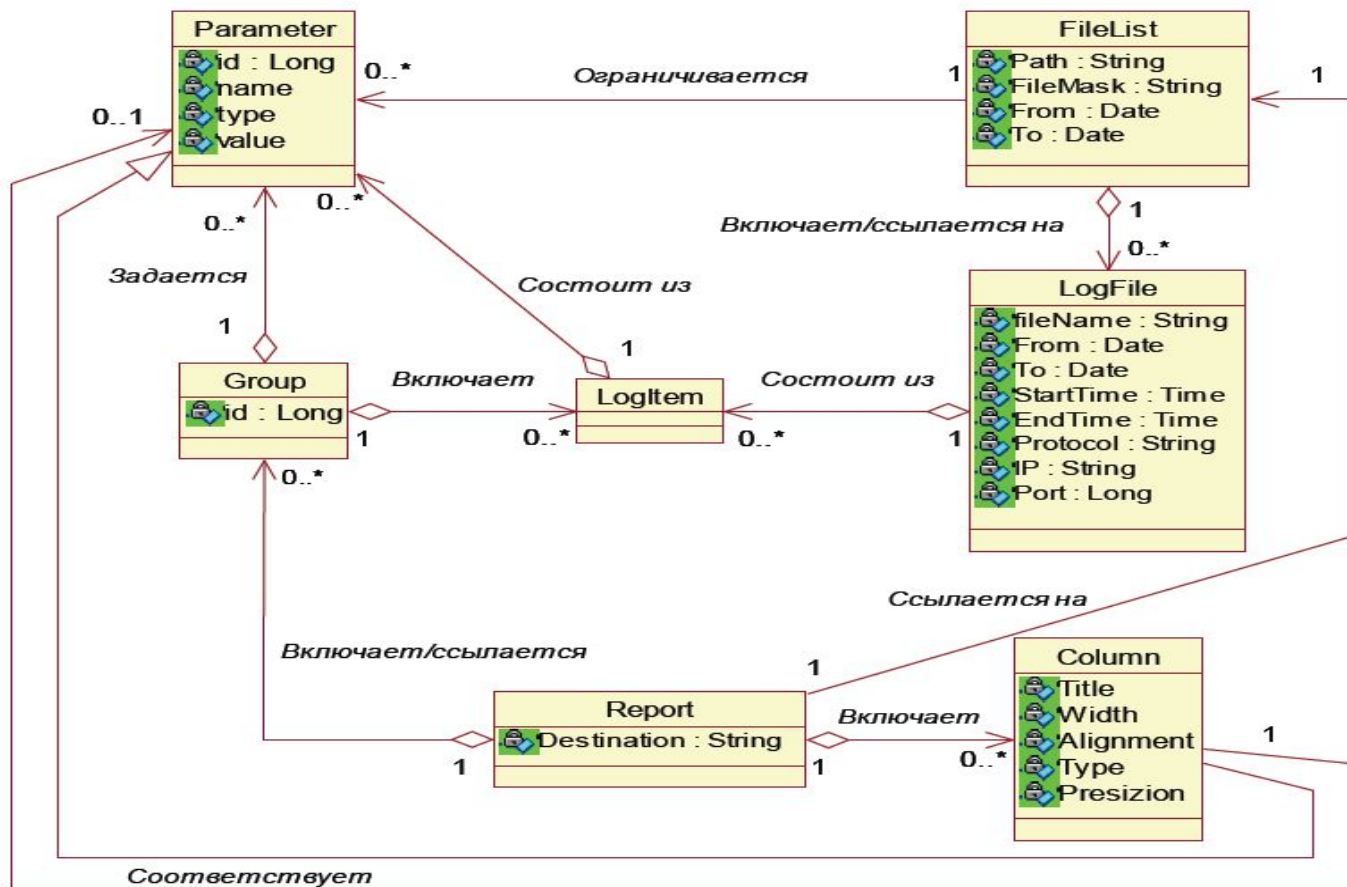 Parameter
id : Long
name
type
value
FileList
Path : String
FileMask : String
From : Date
To : Date
0..*
Ограничивается
1
1
0..1
0..*
0..*
Включает/ссылается на
1
0..*
Задается
Состоит из
1
1
LogFile
fileName : String
From : Date
To : Date
StartTime : Time
EndTime : Time
Protocol : String
IP : String
Port : Long
Group
id : Long
Включает
1
0..*
LogItem
Состоит из
0..*
1
0..*
Ссылается на
Включает/ссылается
1
Report
Destination : String
1
Включает
1
0..*
Column
Title
Width
Alignment
Type
Presizion
1
Соответствует